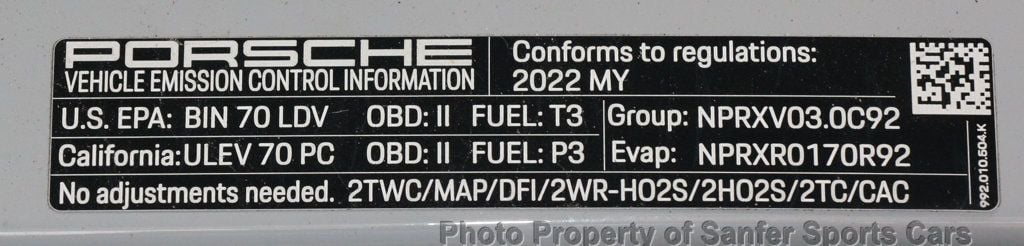 PORSCHE
VEHICLE EMISSION CONTROL INFORMATION
Conforms to regulations:
2022 MY
U.S. EPA: BIN 70 LDV OBD: II FUEL: T3
California:ULEV 70 PC OBD: II FUEL: P3
Group: NPRXV03.0C92
Evap: NPRXR0170R92
No adjustments needed. 2TWC/MAP/DFI/2WR-HO2S/2HO2S/2TC/CAC
992.010.504.K
Photo Property of Sanfer Sports Cars